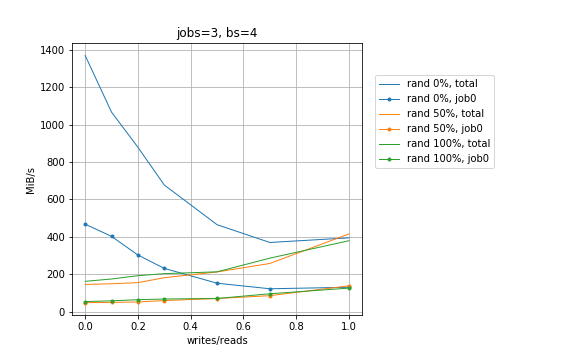 jobs=3, bs=4
MiB/s
1400
1200
1000
800
600
400
200
0
0.0 0.2 0.4 0.6 0.8 1.0
writes/reads
rand 0%, total
rand 0%, job0
rand 50%, total
rand 50%, job0
rand 100%, total
rand 100%, job0